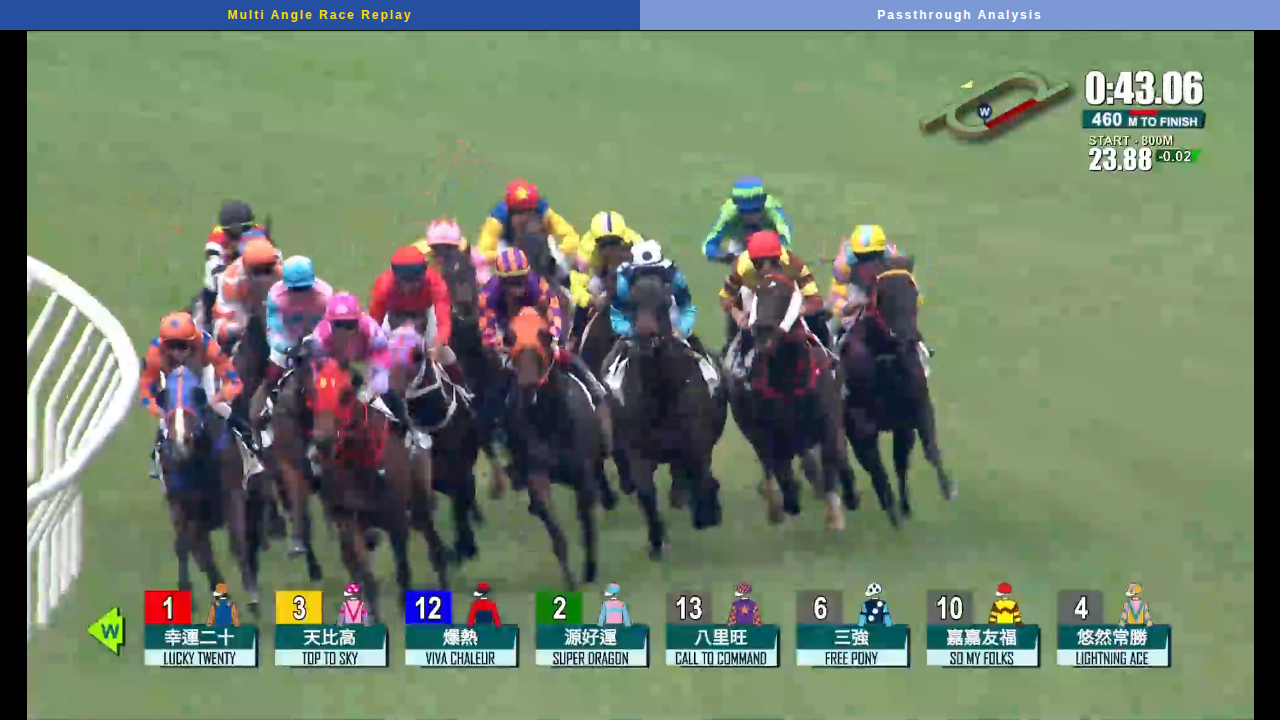 Multi Angle Race Replay
Passthrough Analysis
0:43.06
460 M TO FINISH
START - 800M
23.88 -0.02
W
W
1
幸運二十
LUCKY TWENTY
3
天比高
TOP TO SKY
12
爆熱
VIVA CHALEUR
2
源好運
SUPER DRAGON
13
八里旺
CALL TO COMMAND
6
三強
FREE PONY
10
嘉嘉友福
SO MY FOLKS
4
悠然常勝
LIGHTNING ACE